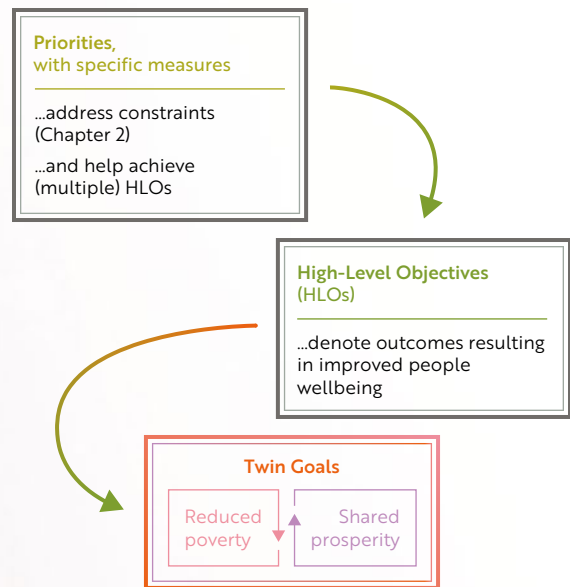 Priorities,
with specific measures
...address constraints
(Chapter 2)
...and help achieve
(multiple) HLOs
High-Level Objectives
(HLOs)
...denote outcomes resulting
in improved people
wellbeing
Twin Goals
Reduced
poverty
Shared
prosperity